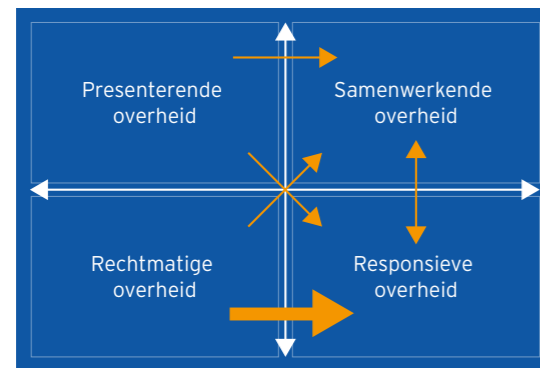 Presenterende
overheid
Samenwerkende
overheid
Rechtmatige
overheid
Responsieve
overheid